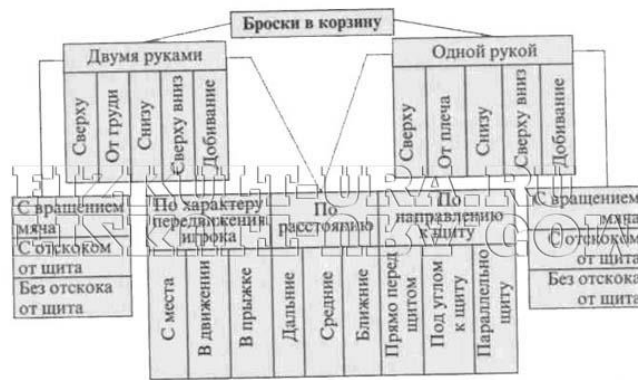 Броски в корзину
Двумя руками
Одной рукой
Сверху
От груди
Снизу
Сверху вниз
Добивание
Сверху
От плеча
Снизу
Сверху вниз
Добивание
С вращением
мяча
С отскоком
от щита
Без отскока
от щита
По характеру
передвижения
игрока
По
расстоянию
По
направлению
к щиту
С вращением
мяча
С отскоком
от щита
Без отскока
от щита
С места
В движении
В прыжке
Дальние
Средние
Ближние
Прямо перед
щитом
Под углом
к щиту
Параллельно
щиту